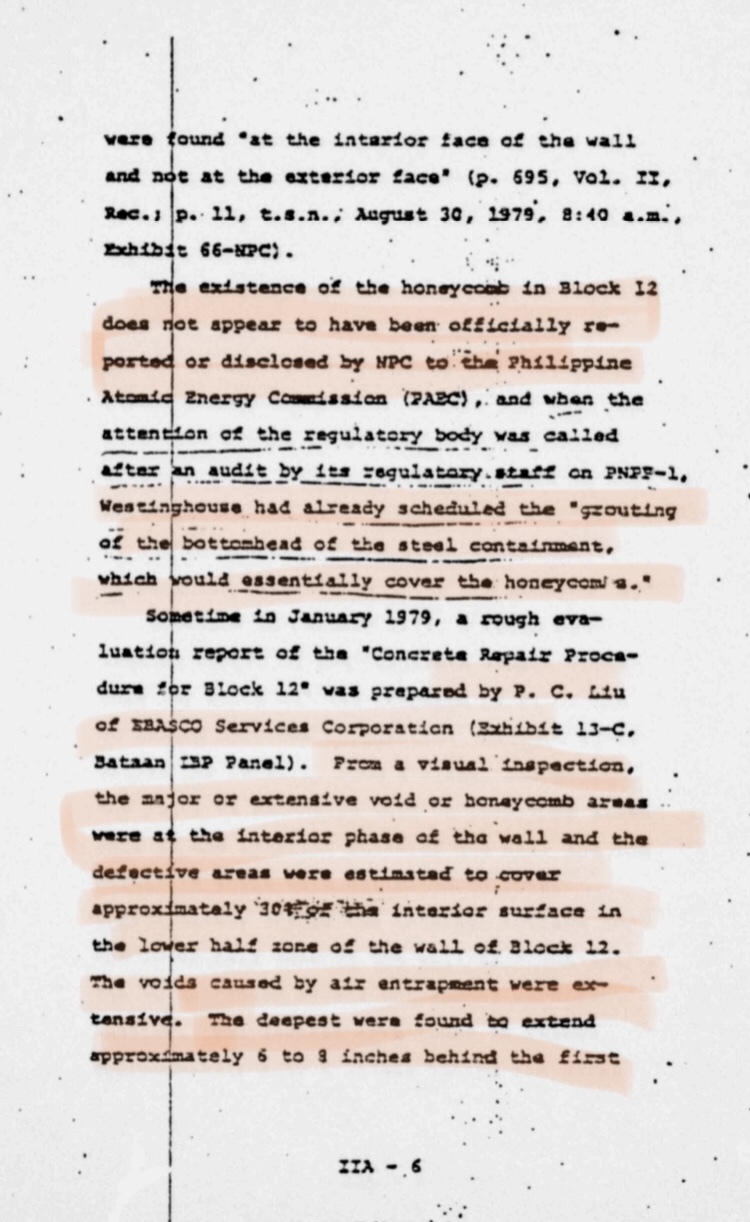 were found "at the interior face of the wall
and not at the exterior face" (p. 695, Vol. II,
Rec.; p. 11, t.s.n., August 30, 1979, 8:40 a.m.,
Exhibit 66-NPC).
The existence of the honeycomb in Block 12
does not appear to have been officially re-
ported or disclosed by NPC to the Philippine
Atomic Energy Commission (PAEC), and when the
attention of the regulatory body was called
after an audit by its regulatory staff on PNPP-1,
Westinghouse had already scheduled the "grouting
of the bottomhead of the steel containment,
which would essentially cover the honeycombs."
Sometime in January 1979, a rough eva-
luation report of the "Concrete Repair Proce-
dure for Block 12" was prepared by P. C. Liu
of EBASCO Services Corporation (Exhibit 13-C,
Bataan IBP Panel). From a visual inspection,
the major or extensive void or honeycomb areas
were at the interior phase of the wall and the
defective areas were estimated to cover
approximately 30% of the interior surface in
the lower half zone of the wall of Block 12.
The voids caused by air entrapment were ex-
tensive. The deepest were found to extend
approximately 6 to 8 inches behind the first
IIA - 6